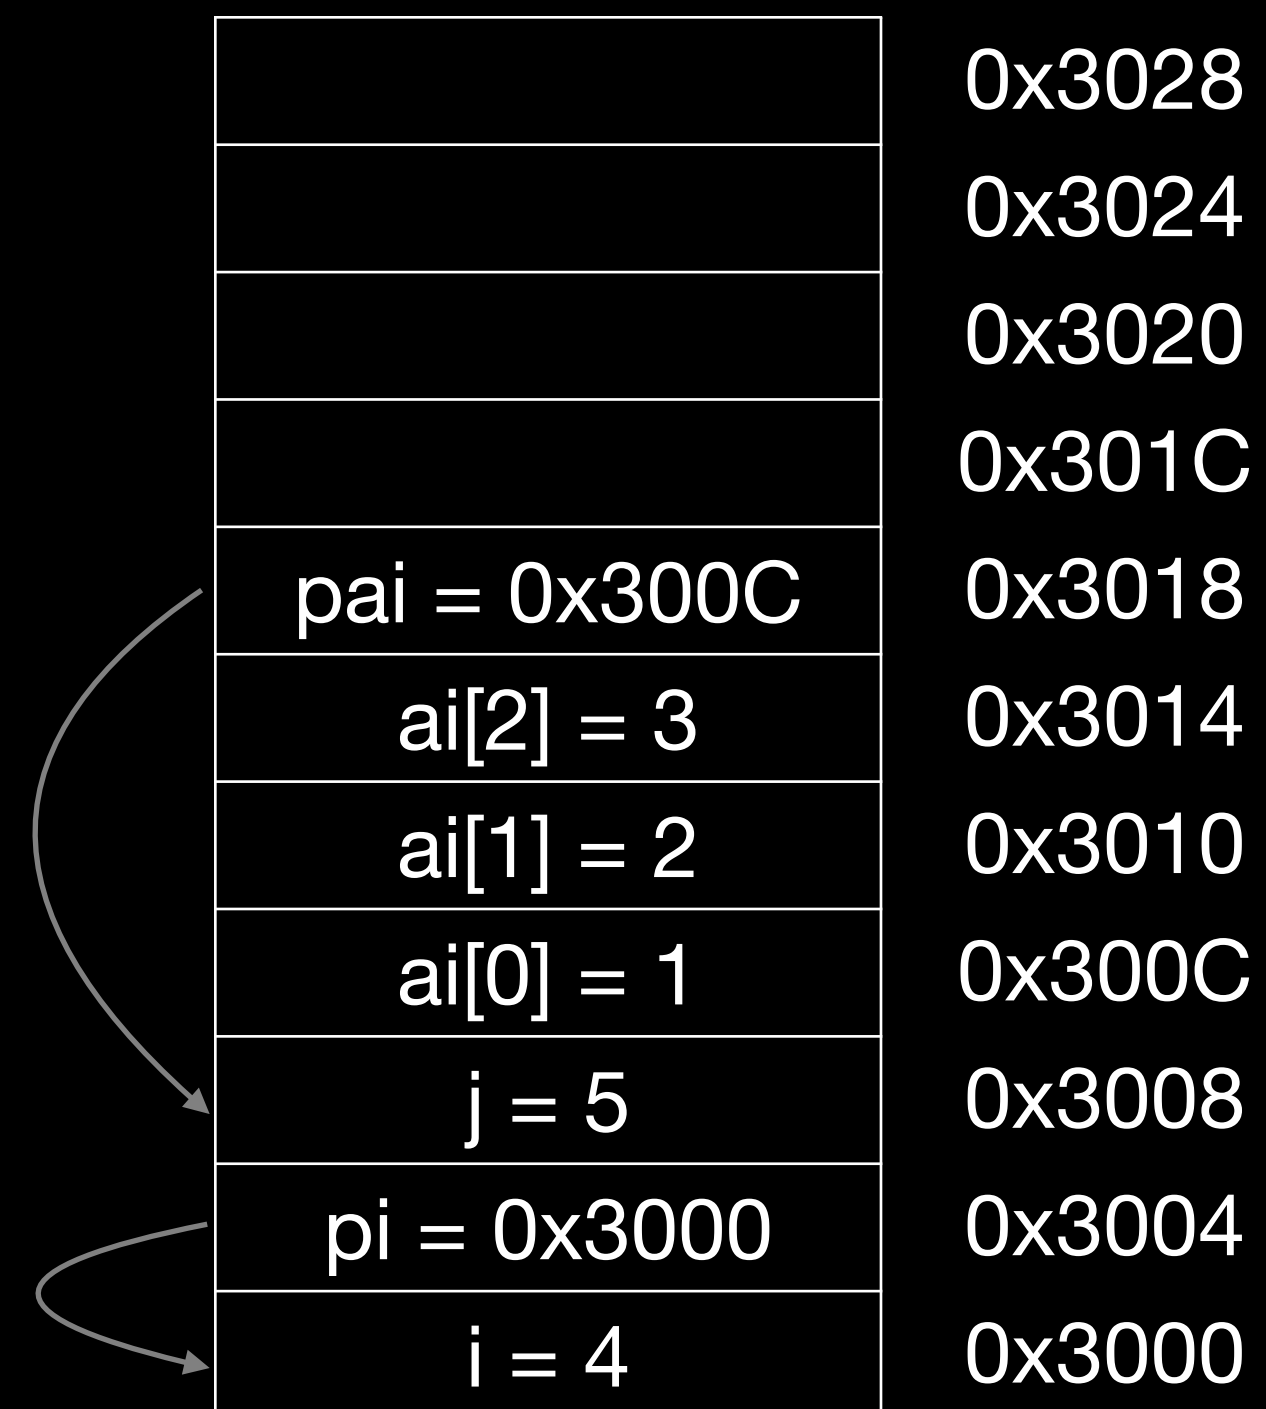 0x3028
0x3024
0x3020
0x301C
pai = 0x300C 0x3018
ai[2] = 3 0x3014
ai[1] = 2 0x3010
ai[0] = 1 0x300C
j = 5 0x3008
pi = 0x3000 0x3004
i = 4 0x3000